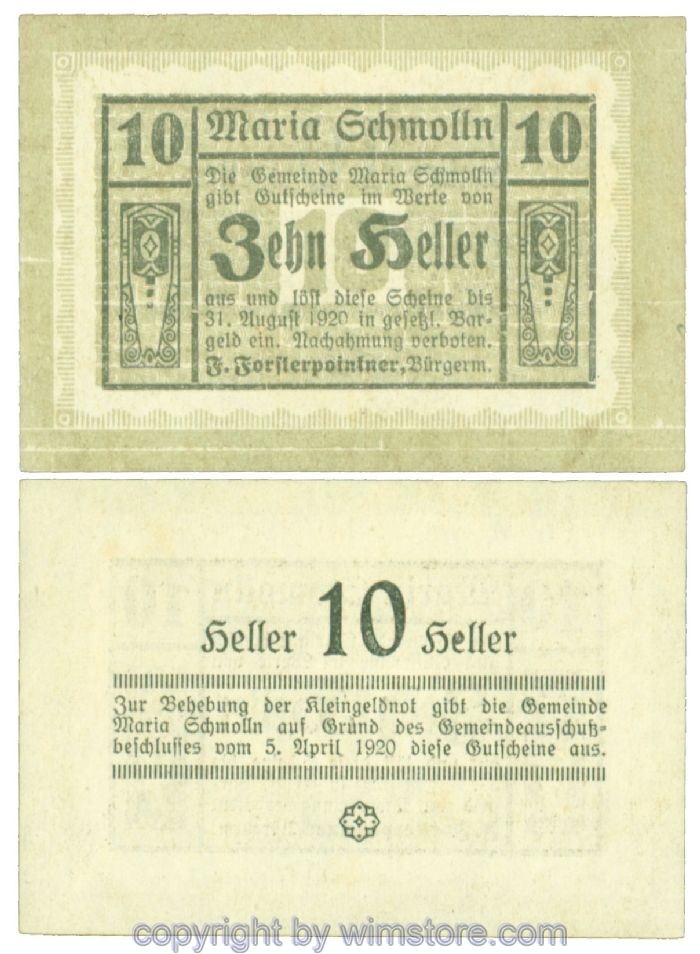 10 Maria Schmolln 10
Die Gemeinde Maria Schmolln
gibt Gutscheine im Werte von
Zehn Heller
aus und löst diese Scheine bis
31. August 1920 in gesetzl. Bar-
geld ein. Nachahmung verboten.
F. Forsterpointner, Bürgerm.
Heller 10 Heller
Zur Behebung der Kleingeldnot gibt die Gemeinde
Maria Schmolln auf Grund des Gemeindeausschuß-
beschlusses vom 5. April 1920 diese Gutscheine aus.
copyright by wimstore.com